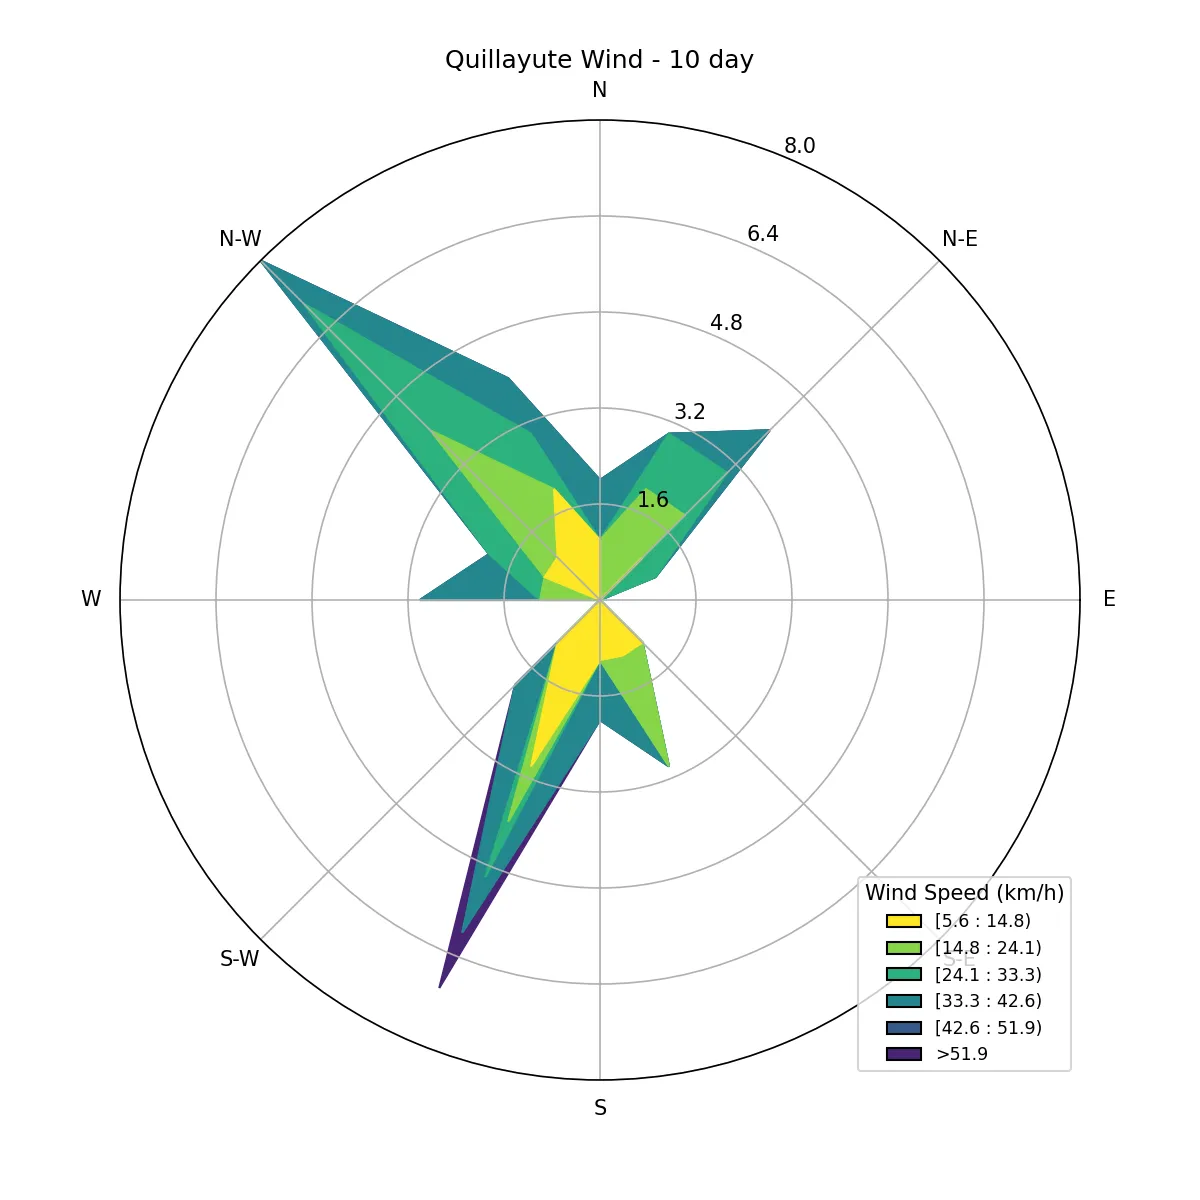 Quillayute Wind - 10 day
N
8.0
6.4
N-W
N-E
4.8
3.2
1.6
W
E
Wind Speed (km/h)
[5.6 : 14.8)
[14.8 : 24.1)
S-W
S-E
[24.1 : 33.3)
[33.3 : 42.6)
[42.6 : 51.9)
>51.9
S